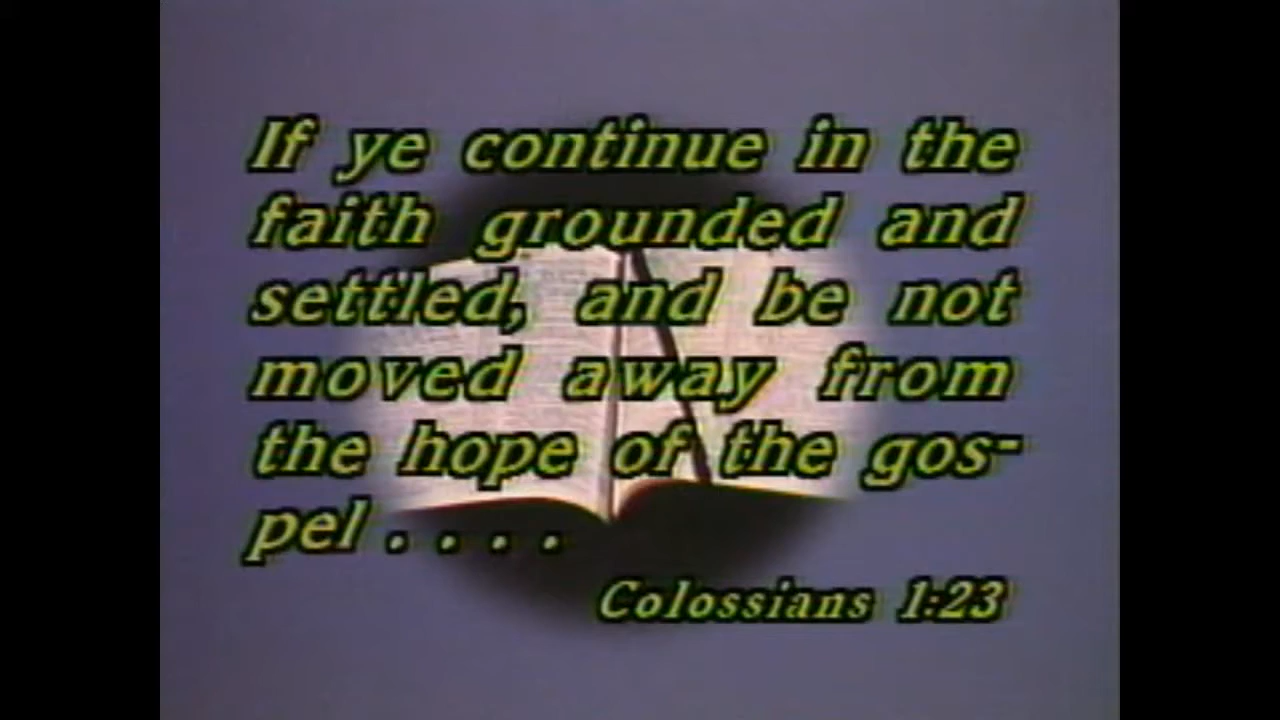 If ye continue in the
faith grounded and
settled, and be not
moved away from
the hope of the gos-
pel . . . .
Colossians 1:23